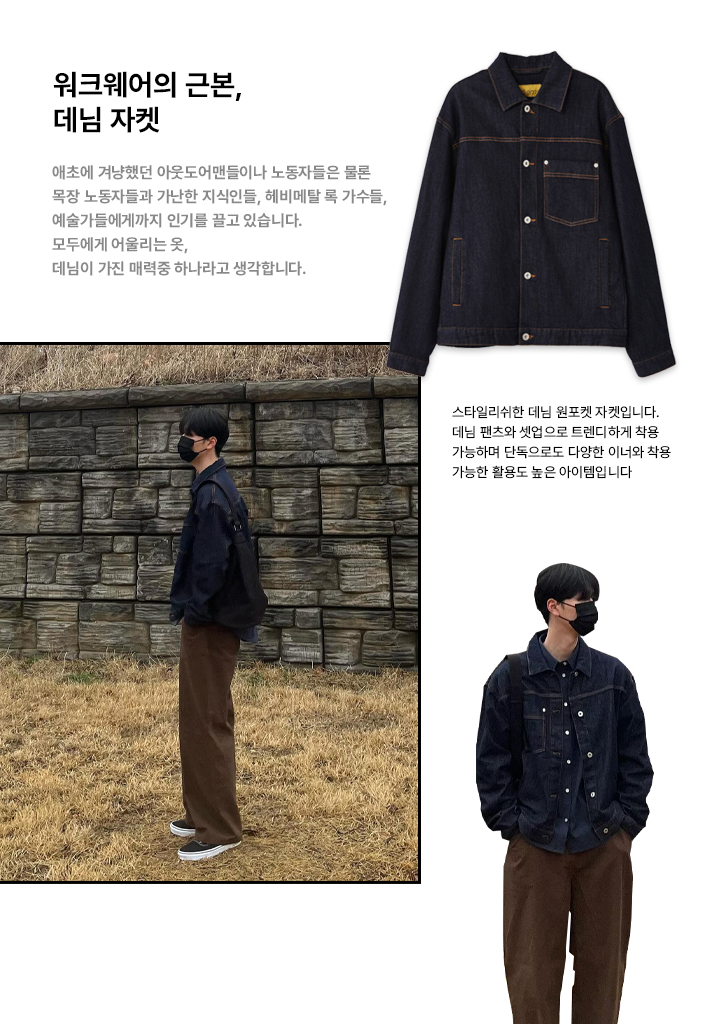 워크웨어의 근본,
데님 자켓
애초에 겨냥했던 아웃도어맨들이나 노동자들은 물론
목장 노동자들과 가난한 지식인들, 헤비메탈 록 가수들,
예술가들에게까지 인기를 끌고 있습니다.
모두에게 어울리는 옷,
데님이 가진 매력중 하나라고 생각합니다.
스타일리쉬한 데님 원포켓 자켓입니다.
데님 팬츠와 셋업으로 트렌디하게 착용
가능하며 단독으로도 다양한 이너와 착용
가능한 활용도 높은 아이템입니다